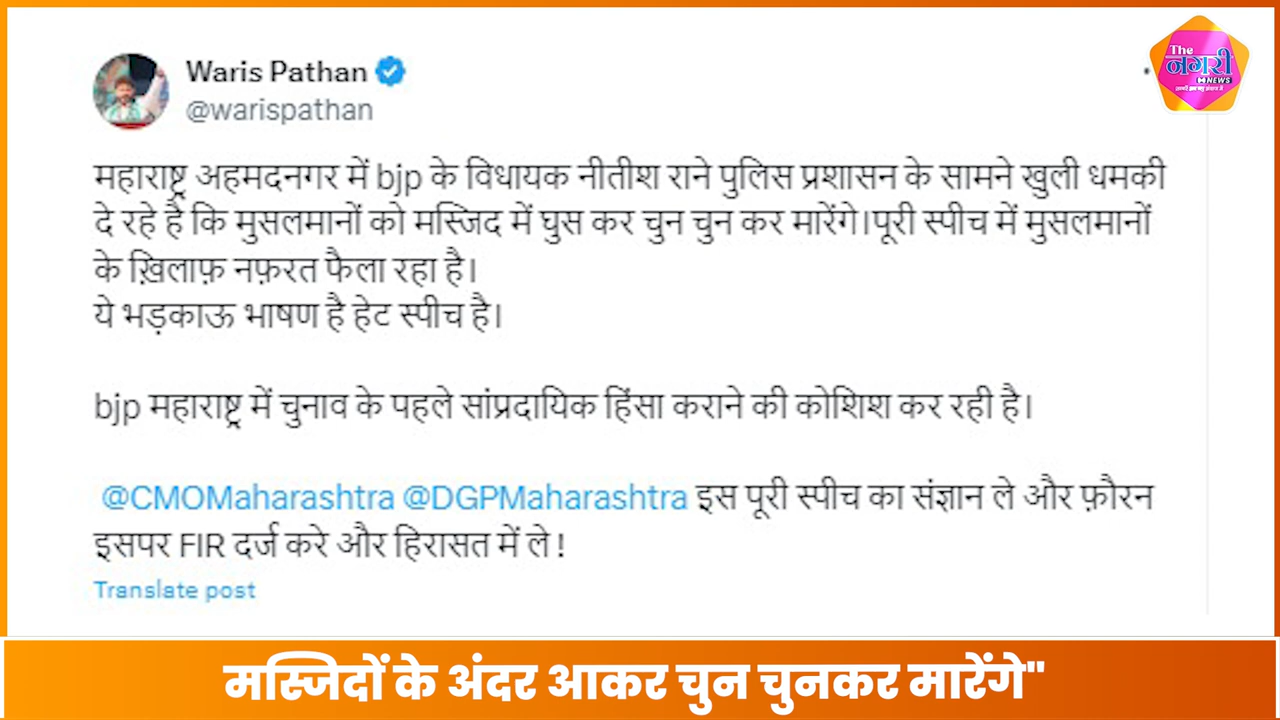 The
नगरी
NEWS
Waris Pathan
@warispathan
महाराष्ट्र अहमदनगर में bjp के विधायक नीतीश राने पुलिस प्रशासन के सामने खुली धमकी
दे रहे है कि मुसलमानों को मस्जिद में घुस कर चुन चुन कर मारेंगे।पूरी स्पीच में मुसलमानों
के ख़िलाफ़ नफ़रत फैला रहा है।
ये भड़काऊ भाषण है हेट स्पीच है।
bjp महाराष्ट्र में चुनाव के पहले सांप्रदायिक हिंसा कराने की कोशिश कर रही है।
@CMOMaharashtra @DGPMaharashtra इस पूरी स्पीच का संज्ञान ले और फ़ौरन
इसपर FIR दर्ज करे और हिरासत में ले !
Translate post
मस्जिदों के अंदर आकर चुन चुनकर मारेंगे"